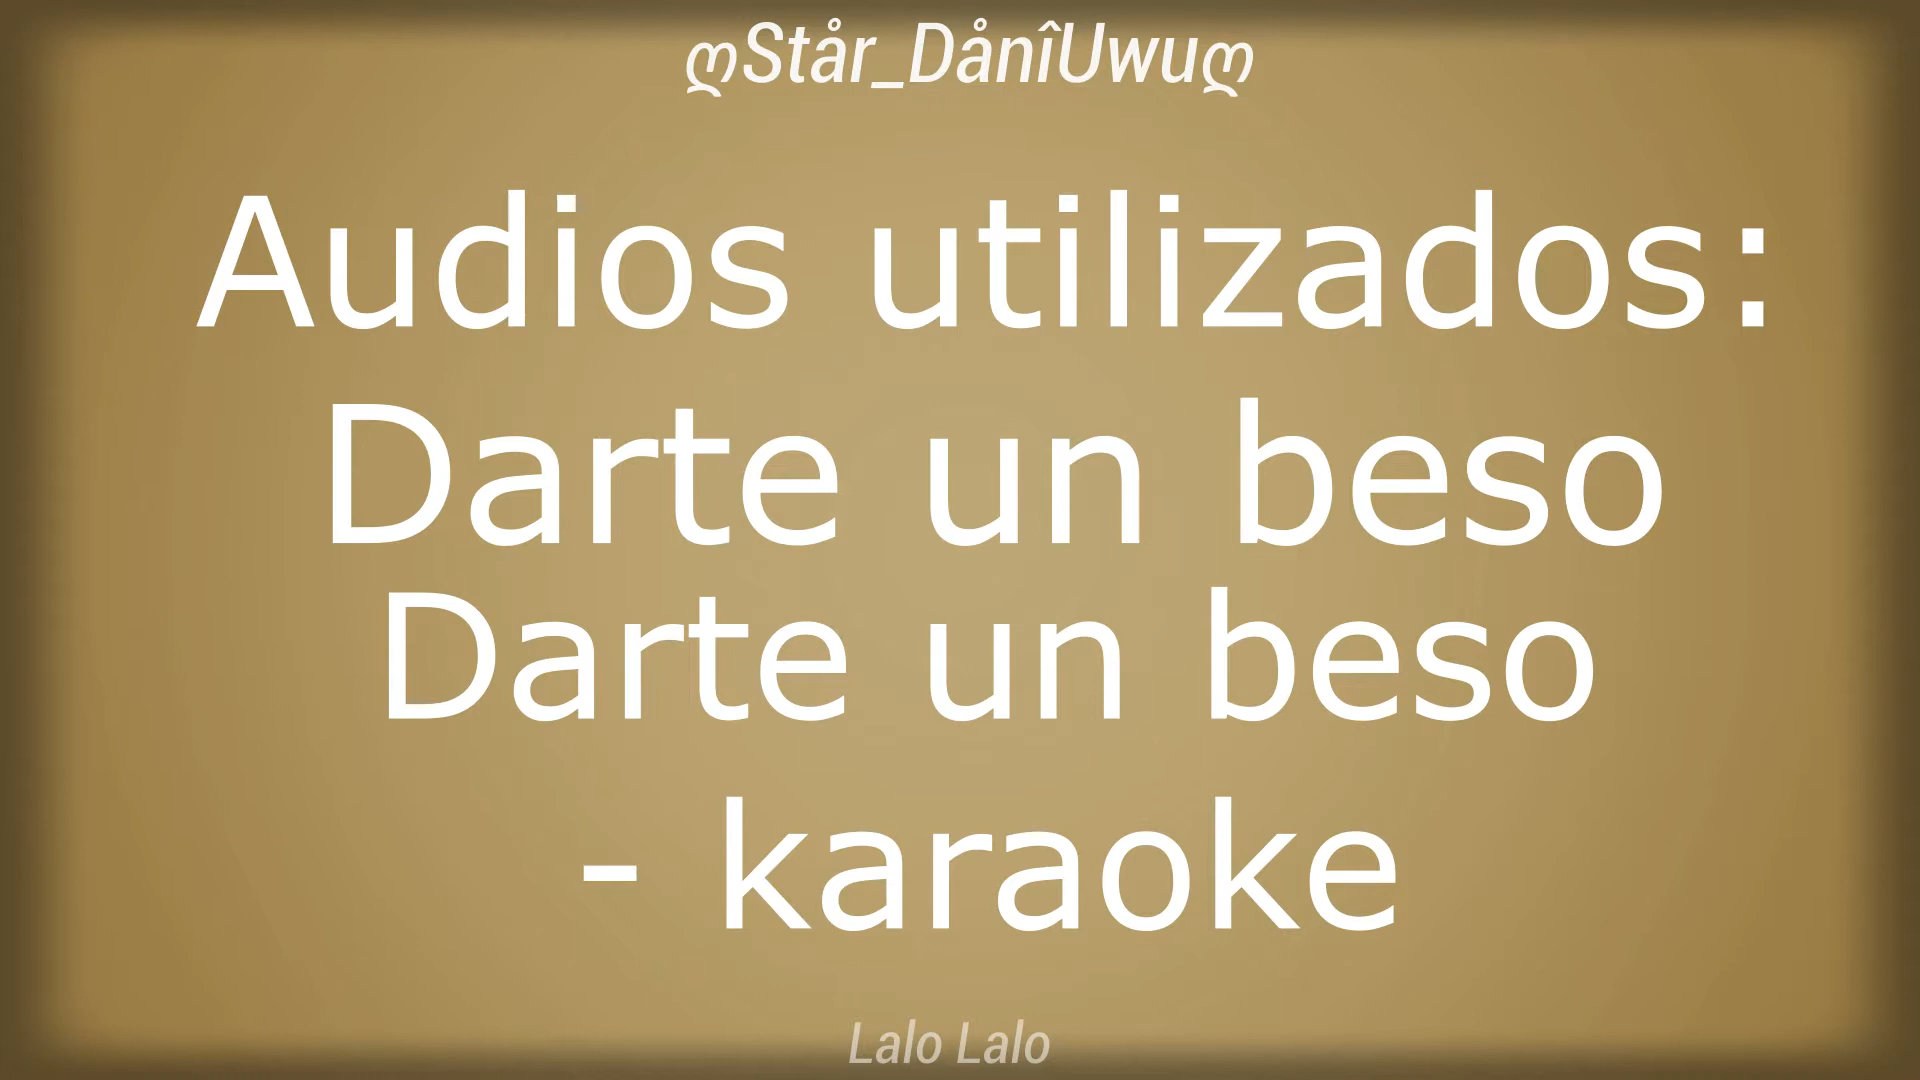 ღStår_DånîUwuღ
Audios utilizados:
Darte un beso
Darte un beso
- karaoke
Lalo Lalo